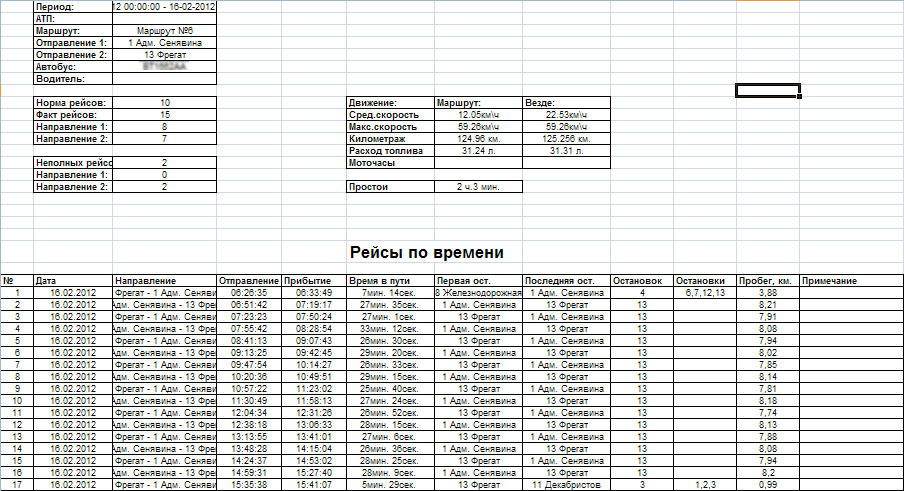 Период: 12 00:00:00 - 16-02-2012
АТП:
Маршрут: Маршрут №6
Отправление 1: 1 Адм. Сенявина
Отправление 2: 13 Фрегат
Автобус:
Водитель:
Норма рейсов: 10 Движение: Маршрут: Везде:
Факт рейсов: 15 Сред.скорость 12.05км\ч 22.53км\ч
Направление 1: 8 Макс.скорость 59.26км\ч 59.26км\ч
Направление 2: 7 Километраж 124.96 км. 125.256 км.
Расход топлива 31.24 л. 31.31 л.
Неполных рейсо 2 Моточасы
Направление 1: 0
Направление 2: 2 Простои 2 ч.3 мин.
Рейсы по времени
№ Дата Направление Отправление Прибытие Время в пути Первая ост. Последняя ост. Остановок Остановки Пробег, км. Примечание
1 16.02.2012 Фрегат - 1 Адм. Сеняви 06:26:35 06:33:49 7мин. 14сек. 8 Железнодорожная 1 Адм. Сенявина 4 6,7,12,13 3,88
2 16.02.2012 Адм. Сенявина - 13 Фрег 06:51:42 07:19:17 27мин. 35сек. 1 Адм. Сенявина 13 Фрегат 13 8,21
3 16.02.2012 Фрегат - 1 Адм. Сеняви 07:23:23 07:50:24 27мин. 1сек. 13 Фрегат 1 Адм. Сенявина 13 7,91
4 16.02.2012 Адм. Сенявина - 13 Фрег 07:55:42 08:28:54 33мин. 12сек. 1 Адм. Сенявина 13 Фрегат 13 8,08
5 16.02.2012 Фрегат - 1 Адм. Сеняви 08:41:13 09:07:43 26мин. 30сек. 13 Фрегат 1 Адм. Сенявина 13 7,94
6 16.02.2012 Адм. Сенявина - 13 Фрег 09:13:25 09:42:45 29мин. 20сек. 1 Адм. Сенявина 13 Фрегат 13 8,02
7 16.02.2012 Фрегат - 1 Адм. Сеняви 09:47:54 10:14:27 26мин. 33сек. 13 Фрегат 1 Адм. Сенявина 13 7,85
8 16.02.2012 Адм. Сенявина - 13 Фрег 10:20:36 10:49:51 29мин. 15сек. 1 Адм. Сенявина 13 Фрегат 13 8,14
9 16.02.2012 Фрегат - 1 Адм. Сеняви 10:57:22 11:23:02 25мин. 40сек. 13 Фрегат 1 Адм. Сенявина 13 7,81
10 16.02.2012 Адм. Сенявина - 13 Фрег 11:30:49 11:58:13 27мин. 24сек. 1 Адм. Сенявина 13 Фрегат 13 8,18
11 16.02.2012 Фрегат - 1 Адм. Сеняви 12:04:34 12:31:26 26мин. 52сек. 13 Фрегат 1 Адм. Сенявина 13 7,74
12 16.02.2012 Адм. Сенявина - 13 Фрег 12:38:18 13:06:33 28мин. 15сек. 1 Адм. Сенявина 13 Фрегат 13 8,13
13 16.02.2012 Фрегат - 1 Адм. Сеняви 13:13:55 13:41:01 27мин. 6сек. 13 Фрегат 1 Адм. Сенявина 13 7,88
14 16.02.2012 Адм. Сенявина - 13 Фрег 13:48:28 14:15:04 26мин. 36сек. 1 Адм. Сенявина 13 Фрегат 13 8,08
15 16.02.2012 Фрегат - 1 Адм. Сеняви 14:24:37 14:53:02 28мин. 25сек. 13 Фрегат 1 Адм. Сенявина 13 7,94
16 16.02.2012 Адм. Сенявина - 13 Фрег 14:59:31 15:27:40 28мин. 9сек. 1 Адм. Сенявина 13 Фрегат 13 8,2
17 16.02.2012 Фрегат - 1 Адм. Сеняви 15:35:38 15:41:07 5мин. 29сек. 13 Фрегат 11 Декабристов 3 1,2,3 0,99